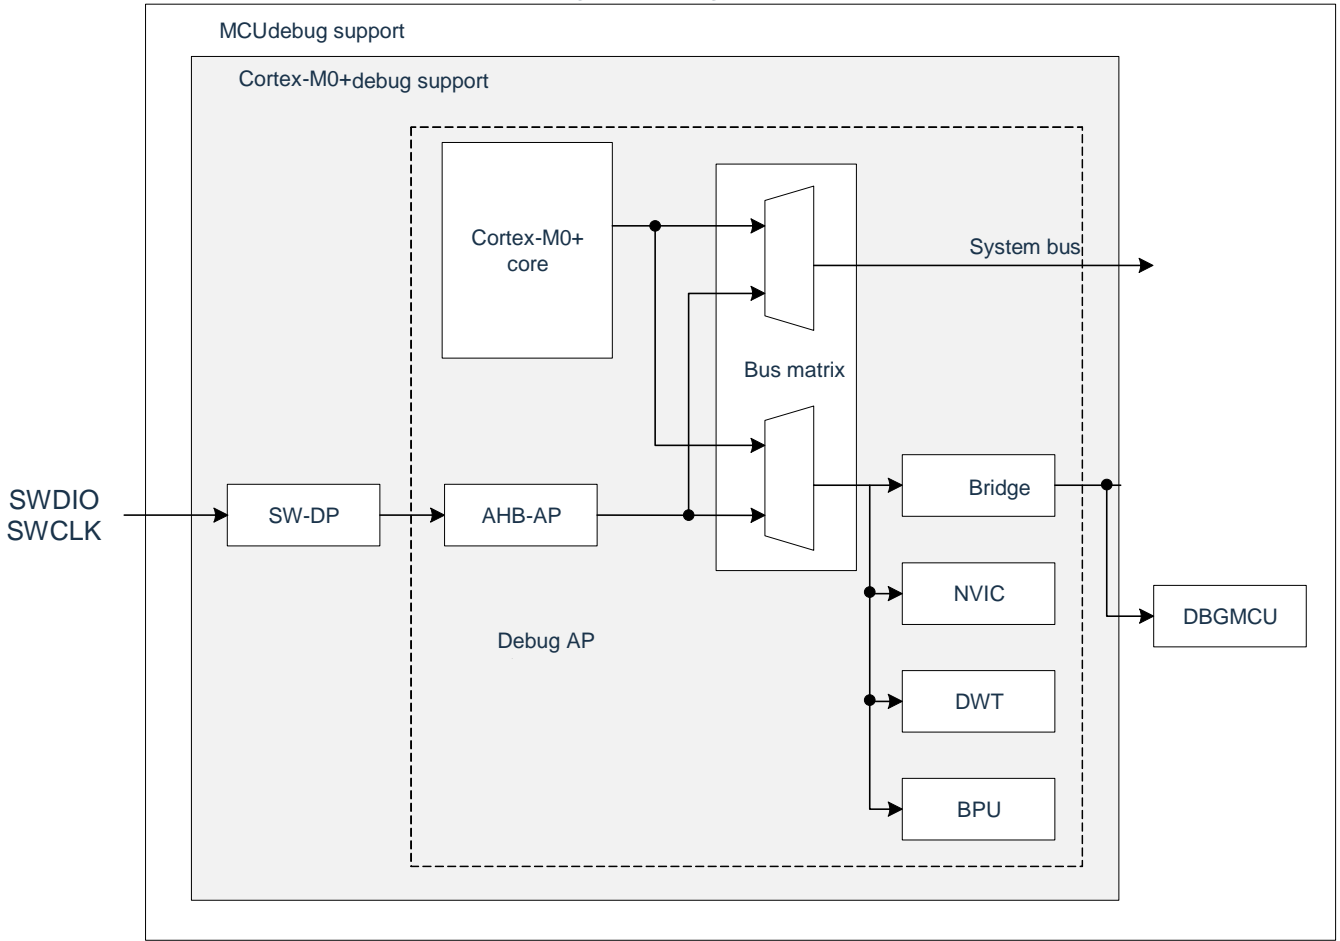 MCUdebug support
Cortex-M0+debug support
Cortex-M0+
core
System bus
Bus matrix
SWDIO
SWCLK
SW-DP
AHB-AP
Bridge
NVIC
DBGMCU
Debug AP
DWT
BPU